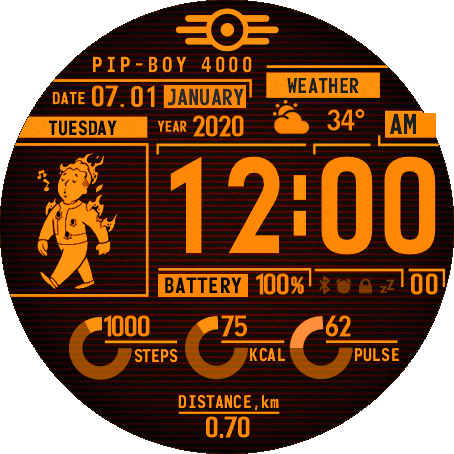 PIP-BOY 4000
WEATHER
DATE 07.01 JANUARY
34°
AM
TUESDAY
YEAR 2020
12:00
BATTERY 100%
zz
00
1000 STEPS
75 KCAL
62 PULSE
DISTANCE,km
0.70